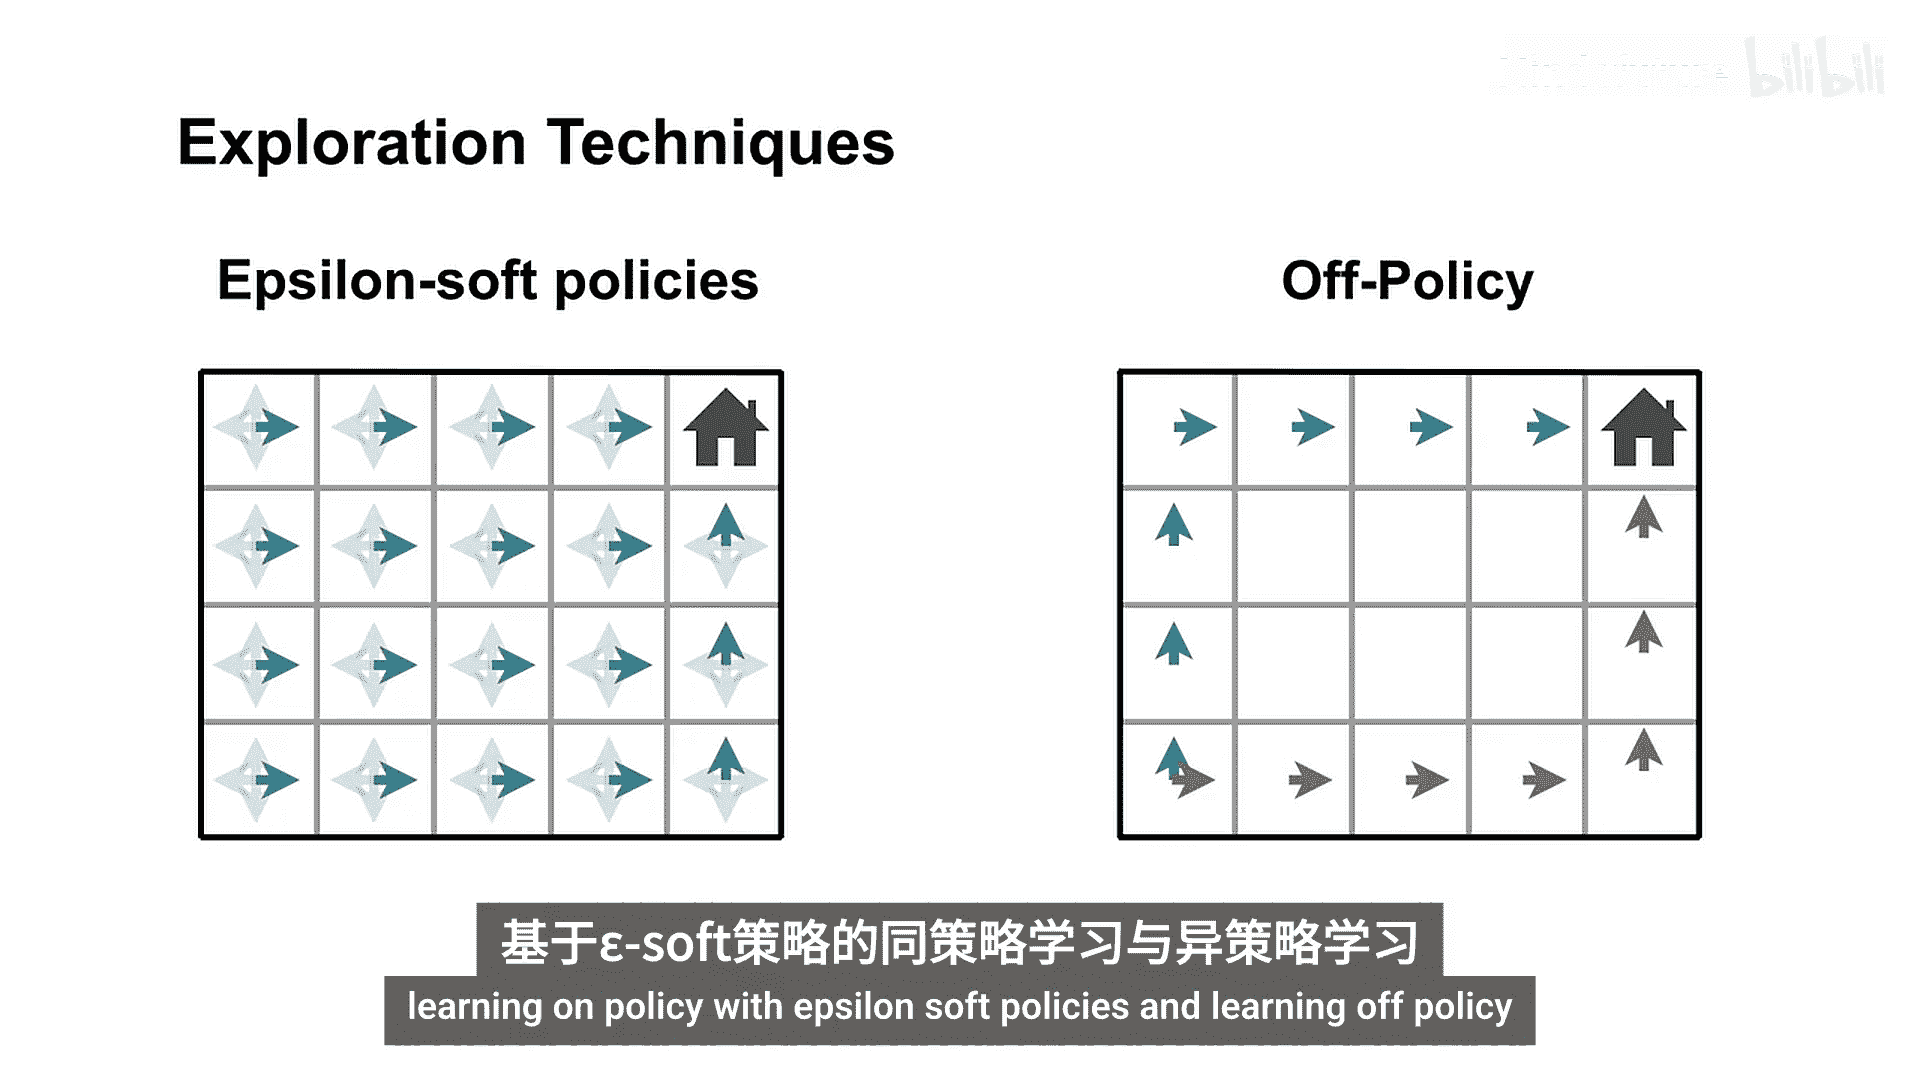 bilibili
Exploration Techniques
Epsilon-soft policies
Off-Policy
基于ε-soft策略的同策略学习与异策略学习
learning on policy with epsilon soft policies and learning off policy